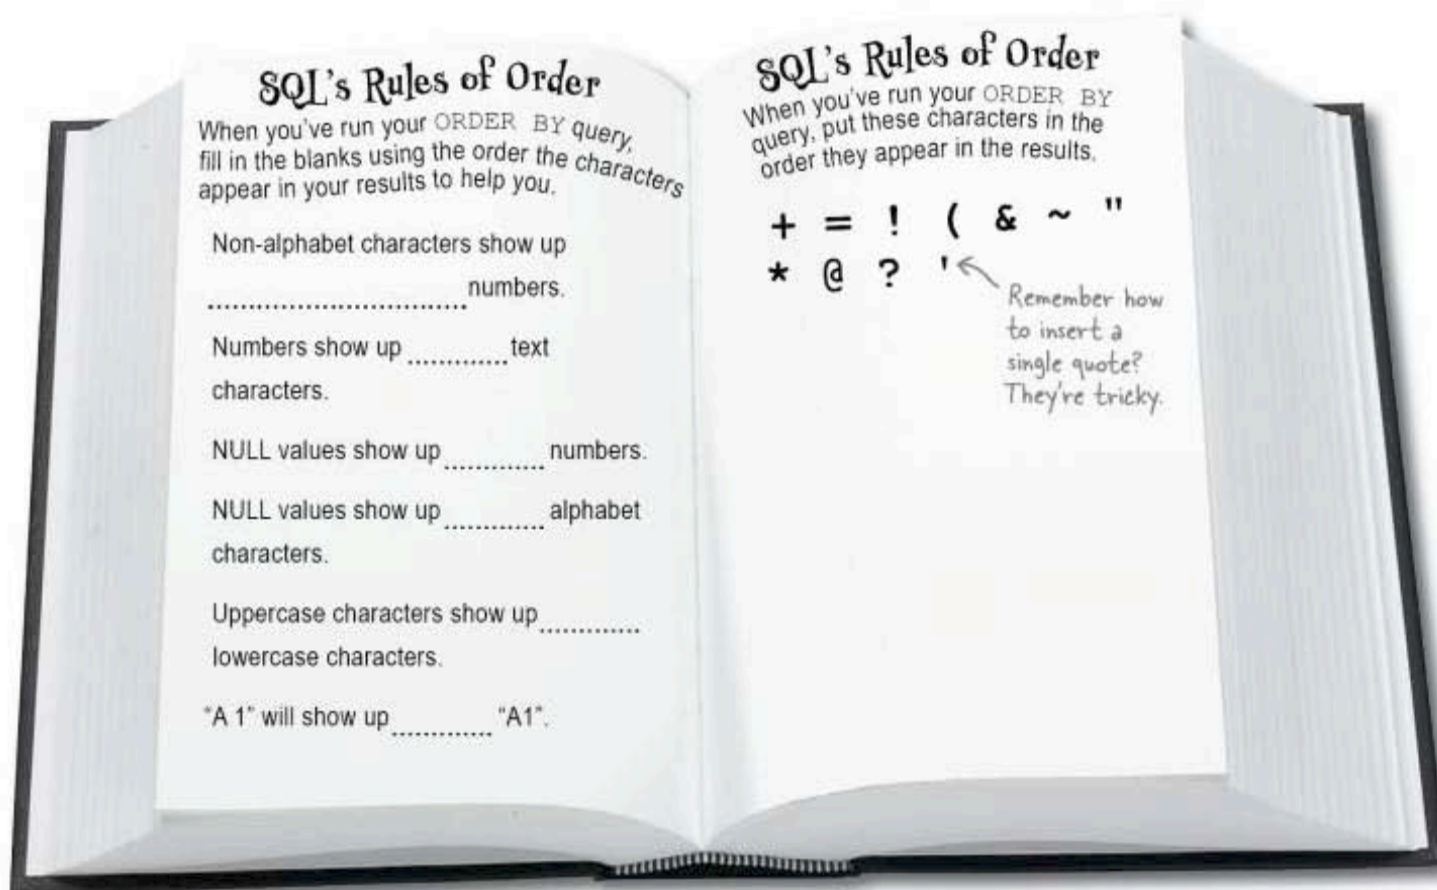 SQL's Rules of Order
When you've run your ORDER BY query,
fill in the blanks using the order the characters
appear in your results to help you.
Non-alphabet characters show up
............................. numbers.
Numbers show up ............. text
characters.
NULL values show up ............. numbers.
NULL values show up ............. alphabet
characters.
Uppercase characters show up .............
lowercase characters.
“A 1” will show up ............. “A1”.
SQL's Rules of Order
When you've run your ORDER BY
query, put these characters in the
order they appear in the results.
+ = ! ( & ~ "
* @ ? '
Remember how
to insert a
single quote?
They're tricky.